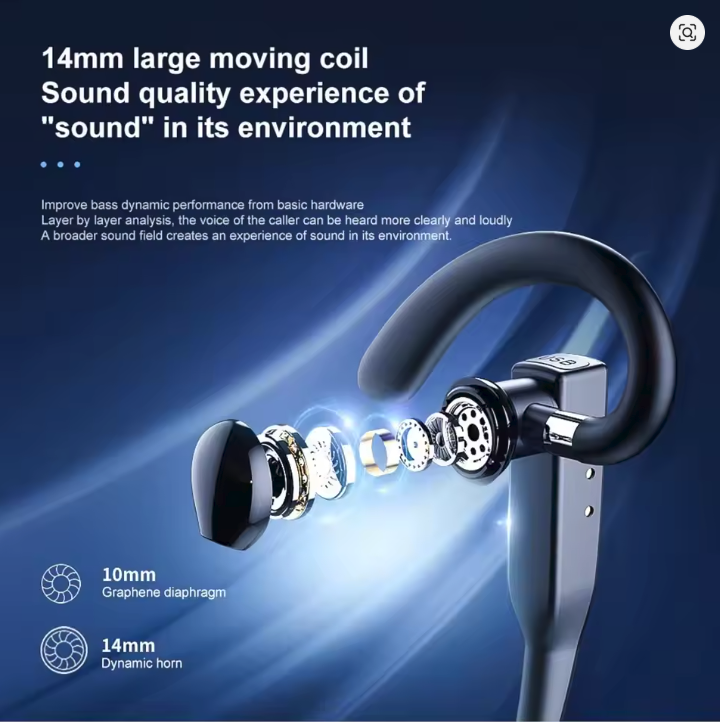 14mm large moving coil
Sound quality experience of
"sound" in its environment
Improve bass dynamic performance from basic hardware
Layer by layer analysis, the voice of the caller can be heard more clearly and loudly
A broader sound field creates an experience of sound in its environment.
USB
10mm
Graphene diaphragm
14mm
Dynamic horn